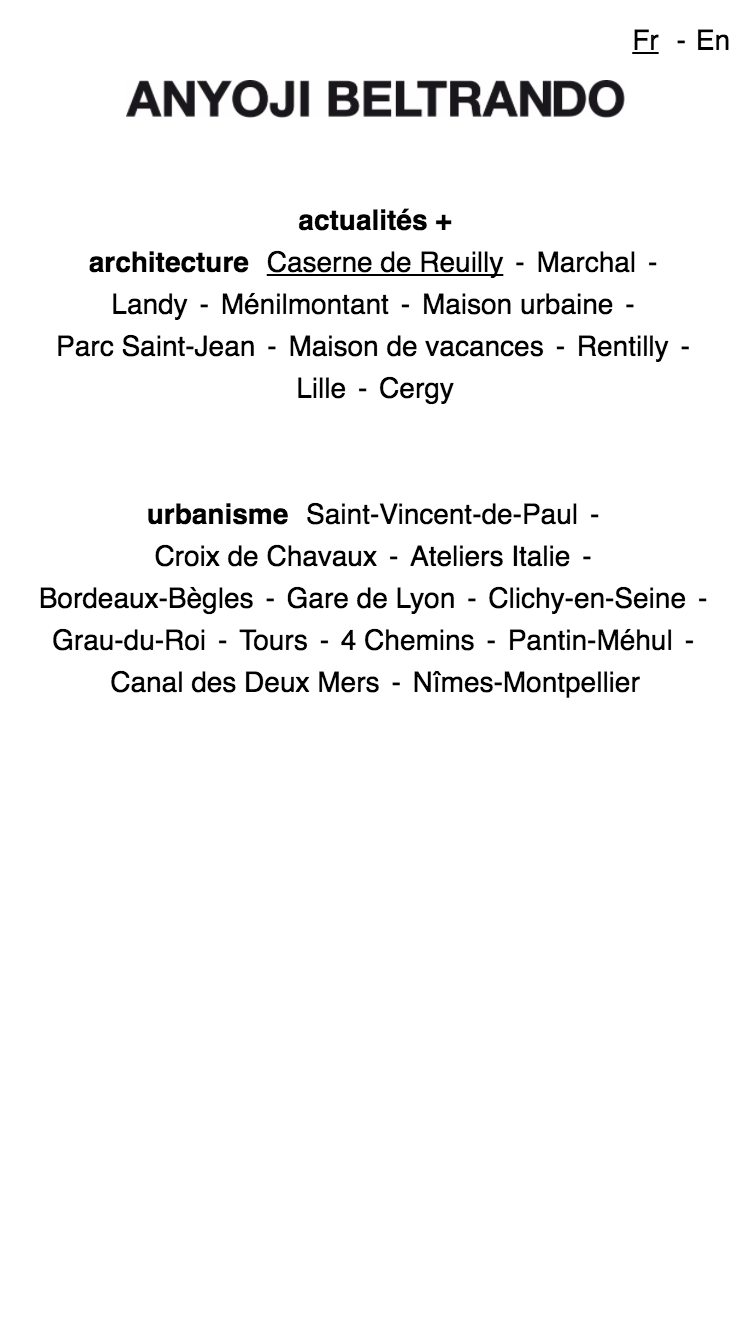 Fr - En
ANYOJI BELTRANDO
actualités +
architecture Caserne de Reuilly - Marchal -
Landy - Ménilmontant - Maison urbaine -
Parc Saint-Jean - Maison de vacances - Rentilly -
Lille - Cergy
urbanisme Saint-Vincent-de-Paul -
Croix de Chavaux - Ateliers Italie -
Bordeaux-Bègles - Gare de Lyon - Clichy-en-Seine -
Grau-du-Roi - Tours - 4 Chemins - Pantin-Méhul -
Canal des Deux Mers - Nîmes-Montpellier